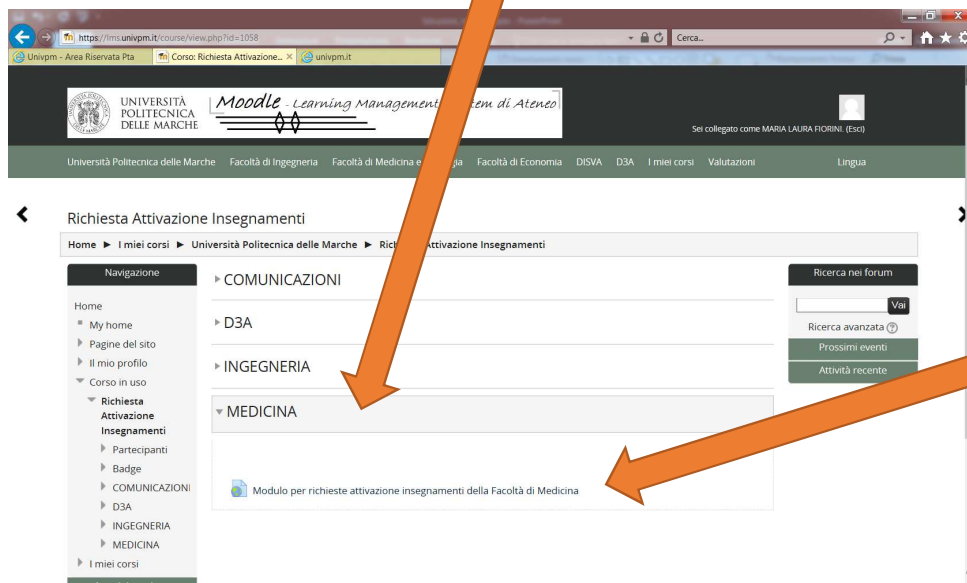 https://lms.univpm.it/course/view.php?id=1058
Cerca...
Univpm - Area Riservata Pta
Corso: Richiesta Attivazione...
univpm.it
UNIVERSITÀ
POLITECNICA
DELLE MARCHE
Moodle - Learning Management tem di Ateneo
Sei collegato come MARIA LAURA FIORINI. (Esci)
Università Politecnica delle Marche Facoltà di Ingegneria Facoltà di Medicina e gia Facoltà di Economia DISVA D3A I miei corsi Valutazioni Lingua
Richiesta Attivazione Insegnamenti
Home ► I miei corsi ► Università Politecnica delle Marche ► Ric Attivazione Insegnamenti
Navigazione
Home
My home
Pagine del sito
Il mio profilo
Corso in uso
Richiesta
Attivazione
Insegnamenti
Partecipanti
Badge
COMUNICAZIONI
D3A
INGEGNERIA
MEDICINA
I miei corsi
COMUNICAZIONI
D3A
INGEGNERIA
MEDICINA
Modulo per richieste attivazione insegnamenti della Facoltà di Medicina
Ricerca nei forum
Vai
Ricerca avanzata
Prossimi eventi
Attività recente